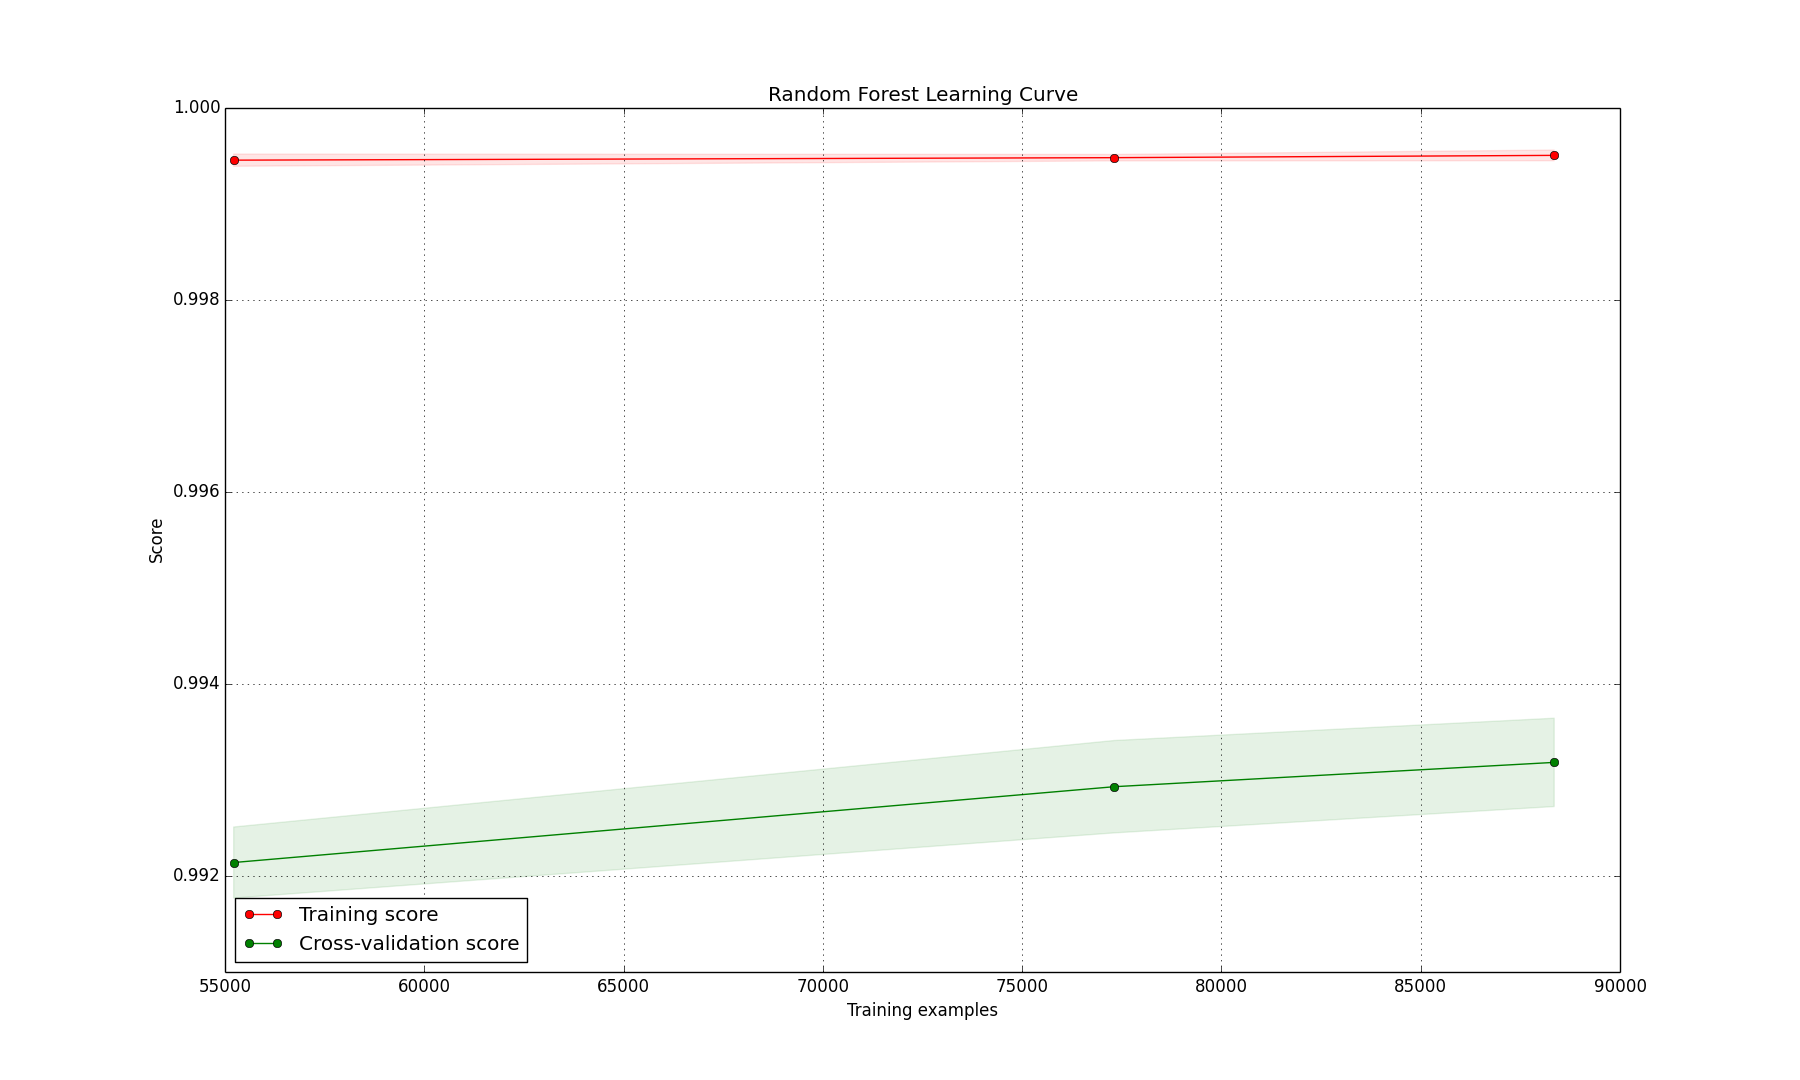 Random Forest Learning Curve
1.000
0.998
0.996
0.994
0.992
Score
Training score
Cross-validation score
55000 60000 65000 70000 75000 80000 85000 90000
Training examples